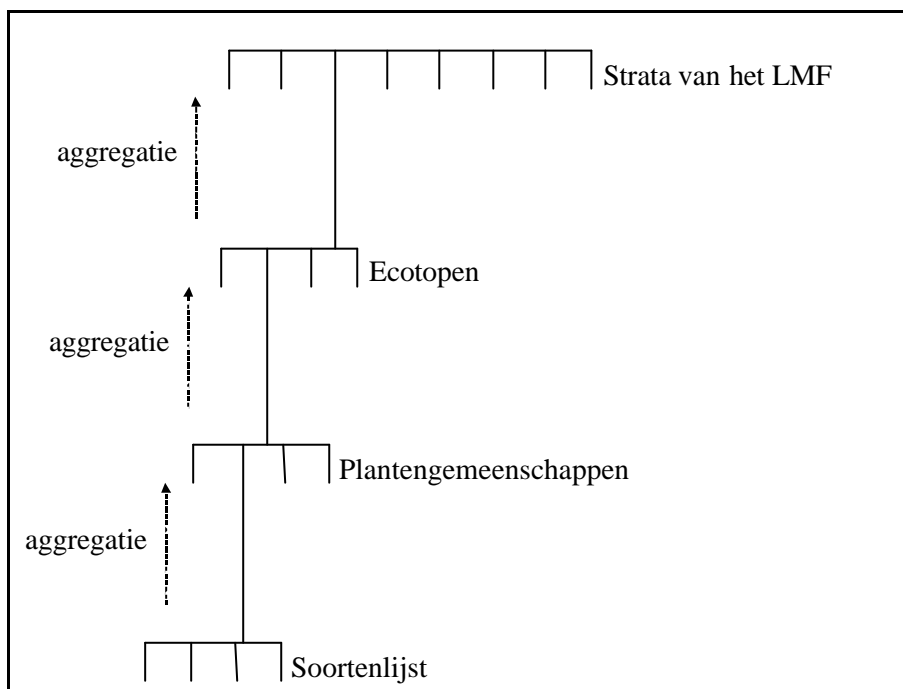 Strata van het LMF
aggregatie
Ecotopen
aggregatie
Plantengemeenschappen
aggregatie
Soortenlijst